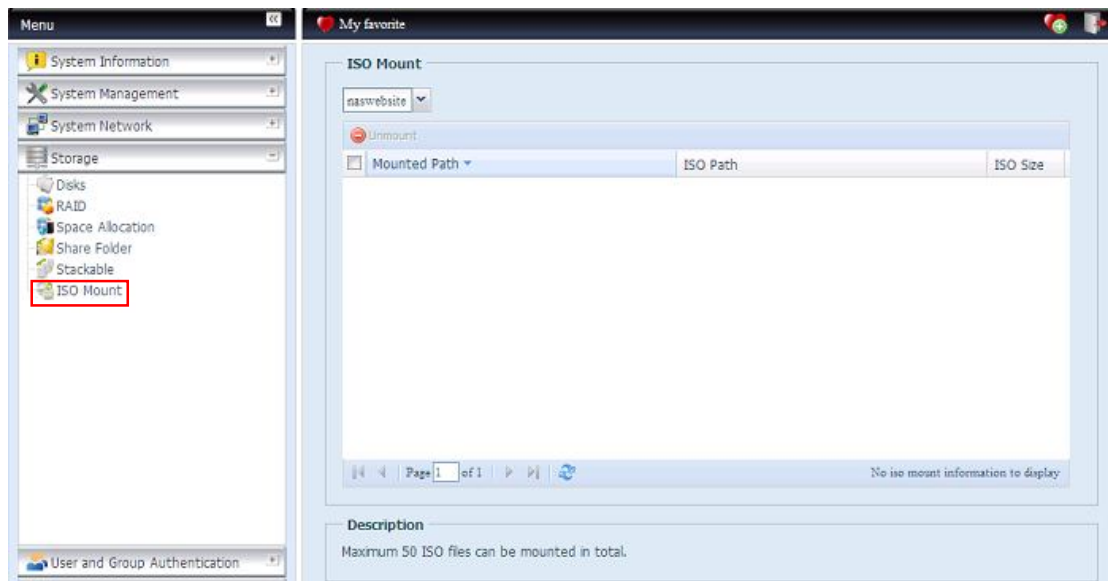 Menu
My favorite
System Information
System Management
System Network
Storage
Disks
RAID
Space Allocation
Share Folder
Stackable
ISO Mount
User and Group Authentication
ISO Mount
naswebsite
Unmount
Mounted Path ISO Path ISO Size
Page 1 of 1 No iso mount information to display
Description
Maximum 50 ISO files can be mounted in total.